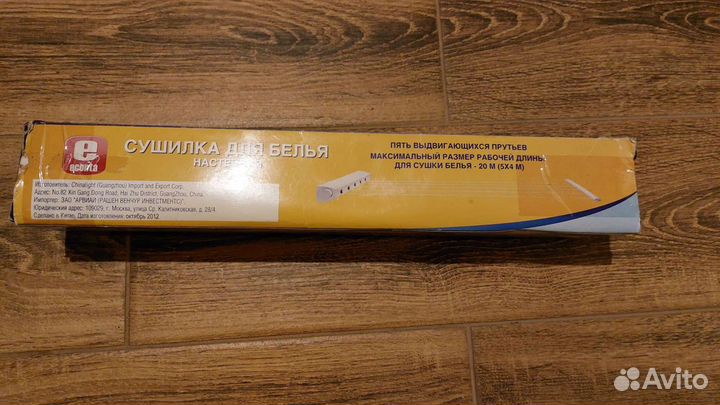 e
econta
СУШИЛКА ДЛЯ БЕЛЬЯ
Изготовитель: Chinalight (Guangzhou) Import and Export Corp.
Адрес: No.82 Xin Gang Dong Road, Hai Zhu District, GuangZhou, China.
Импортер: ЗАО "АРВИАЙ (РАШЕН ВЕНЧУР ИНВЕСТМЕНТС)".
Юридический адрес: 109029, г. Москва, улица Ср. Калитниковская, д. 28/4.
Сделано в Китае. Дата изготовления: октябрь 2012
ПЯТЬ ВЫДВИГАЮЩИХСЯ ПРУТЬЕВ
МАКСИМАЛЬНЫЙ РАЗМЕР РАБОЧЕЙ ДЛИНЫ
ДЛЯ СУШКИ БЕЛЬЯ - 20 М (5Х4 М)
Avito